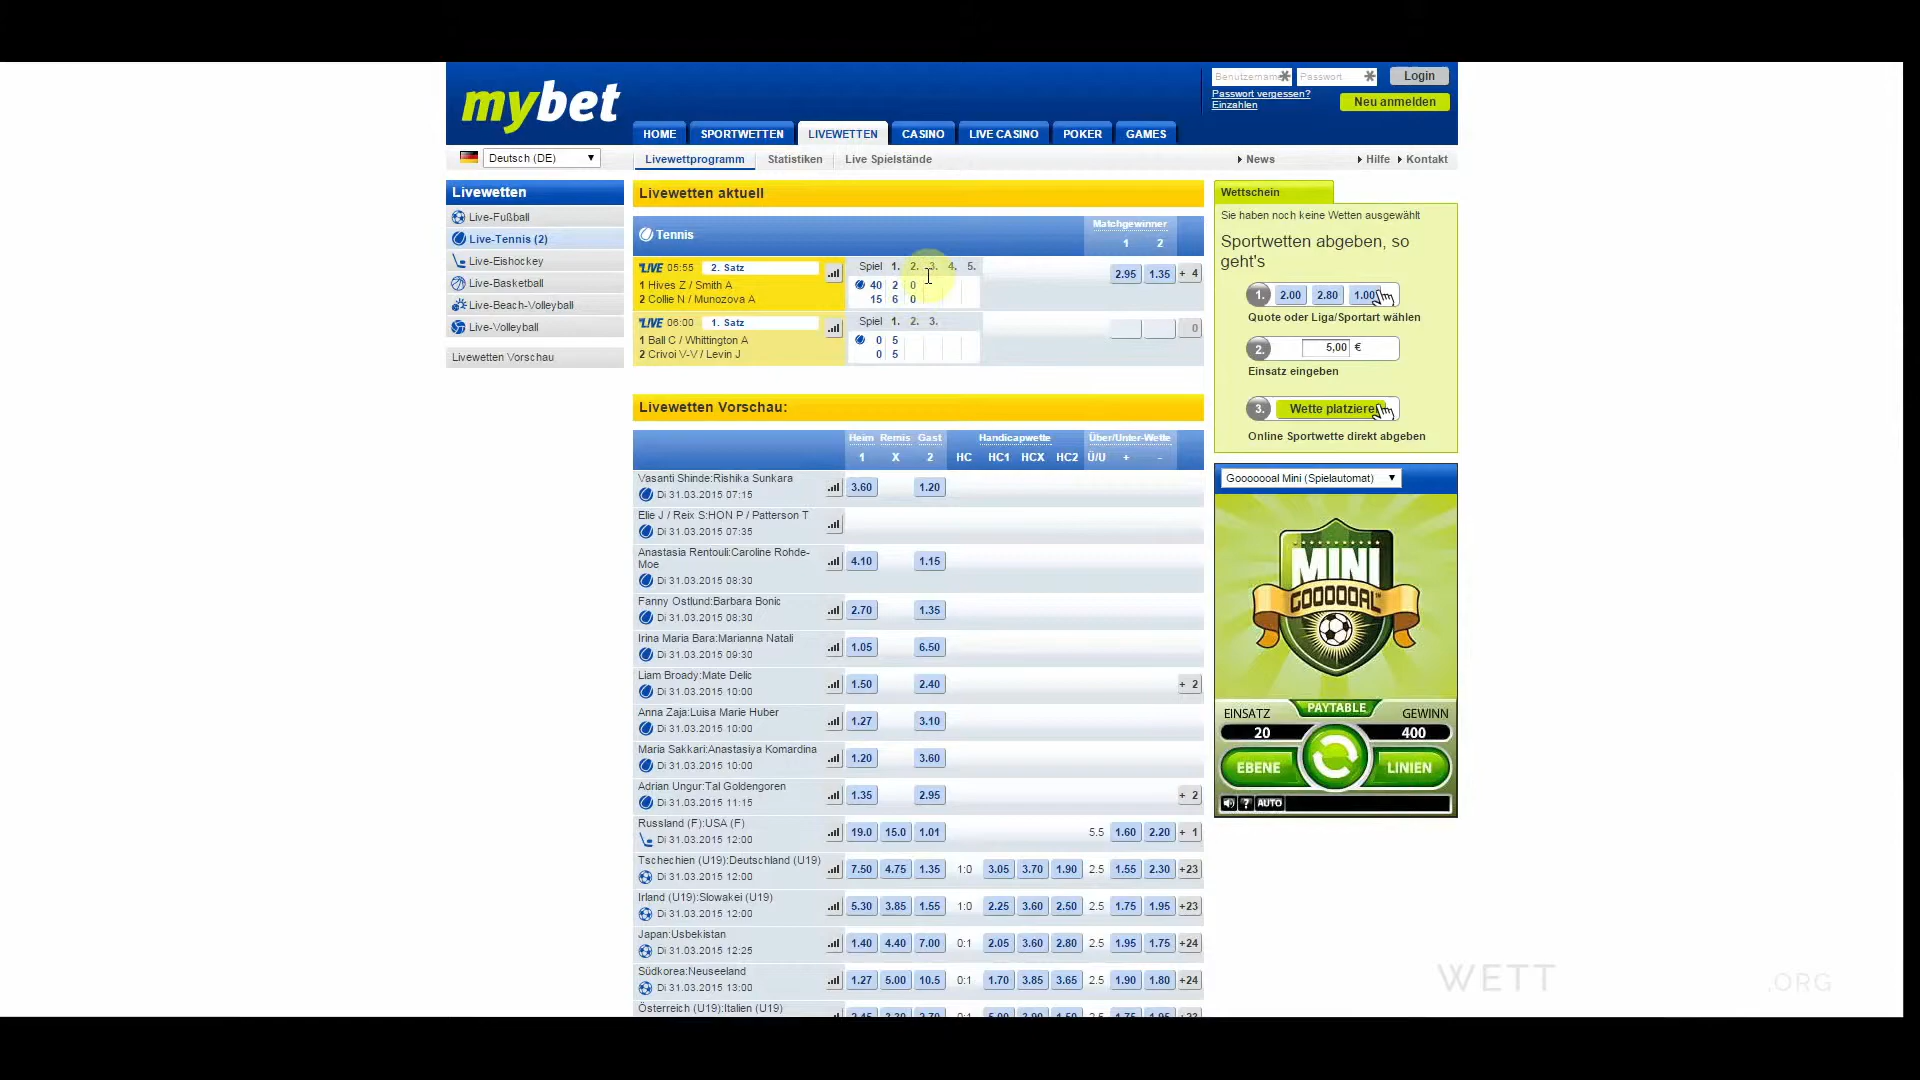 mybet
Benutzername Passwort Login
Passwort vergessen?
Einzahlen
Neu anmelden
HOME SPORTWETTEN LIVEWETTEN CASINO LIVE CASINO POKER GAMES
Deutsch (DE)
Livewettprogramm Statistiken Live Spielstände
News Hilfe Kontakt
Livewetten
Live-Fußball
Live-Tennis (2)
Live-Eishockey
Live-Basketball
Live-Beach-Volleyball
Live-Volleyball
Livewetten Vorschau
Livewetten aktuell
Tennis
Matchgewinner
1 2
LIVE 05:55 2. Satz Spiel 1. 2. 3. 4. 5.
1 Hives Z / Smith A 40 2 0
2 Collie N / Munozova A 15 6 0
2.95 1.35 + 4
LIVE 06:00 1. Satz Spiel 1. 2. 3.
1 Ball C / Whittington A 0 5
2 Crivoi V-V / Levin J 0 5
0
Livewetten Vorschau:
Heim Remis Gast Handicapwette Über/Unter-Wette
1 X 2 HC HC1 HCX HC2 Ü/U + -
Vasanti Shinde:Rishika Sunkara
Di 31.03.2015 07:15
3.60 1.20
Elie J / Reix S:HON P / Patterson T
Di 31.03.2015 07:35
Anastasia Rentouli:Caroline Rohde-
Moe
Di 31.03.2015 08:30
4.10 1.15
Fanny Ostlund:Barbara Bonic
Di 31.03.2015 08:30
2.70 1.35
Irina Maria Bara:Marianna Natali
Di 31.03.2015 09:30
1.05 6.50
Liam Broady:Mate Delic
Di 31.03.2015 10:00
1.50 2.40 + 2
Anna Zaja:Luisa Marie Huber
Di 31.03.2015 10:00
1.27 3.10
Maria Sakkari:Anastasiya Komardina
Di 31.03.2015 10:00
1.20 3.60
Adrian Ungur:Tal Goldengoren
Di 31.03.2015 11:15
1.35 2.95 + 2
Russland (F):USA (F)
Di 31.03.2015 12:00
19.0 15.0 1.01 5.5 1.60 2.20 + 1
Tschechien (U19):Deutschland (U19)
Di 31.03.2015 12:00
7.50 4.75 1.35 1:0 3.05 3.70 1.90 2.5 1.55 2.30 +23
Irland (U19):Slowakei (U19)
Di 31.03.2015 12:00
5.30 3.85 1.55 1:0 2.25 3.60 2.50 2.5 1.75 1.95 +23
Japan:Usbekistan
Di 31.03.2015 12:25
1.40 4.40 7.00 0:1 2.05 3.60 2.80 2.5 1.95 1.75 +24
Südkorea:Neuseeland
Di 31.03.2015 13:00
1.27 5.00 10.5 0:1 1.70 3.85 3.65 2.5 1.90 1.80 +24
Österreich (U19):Italien (U19)
Wettschein
Sie haben noch keine Wetten ausgewählt
Sportwetten abgeben, so
geht's
1. 2.00 2.80 1.00
Quote oder Liga/Sportart wählen
2. 5,00 €
Einsatz eingeben
3. Wette platzieren
Online Sportwette direkt abgeben
Gooooooal Mini (Spielautomat)
MINI
GOOOOOAL
EINSATZ PAYTABLE GEWINN
20 400
EBENE LINIEN
? AUTO
WETT .ORG